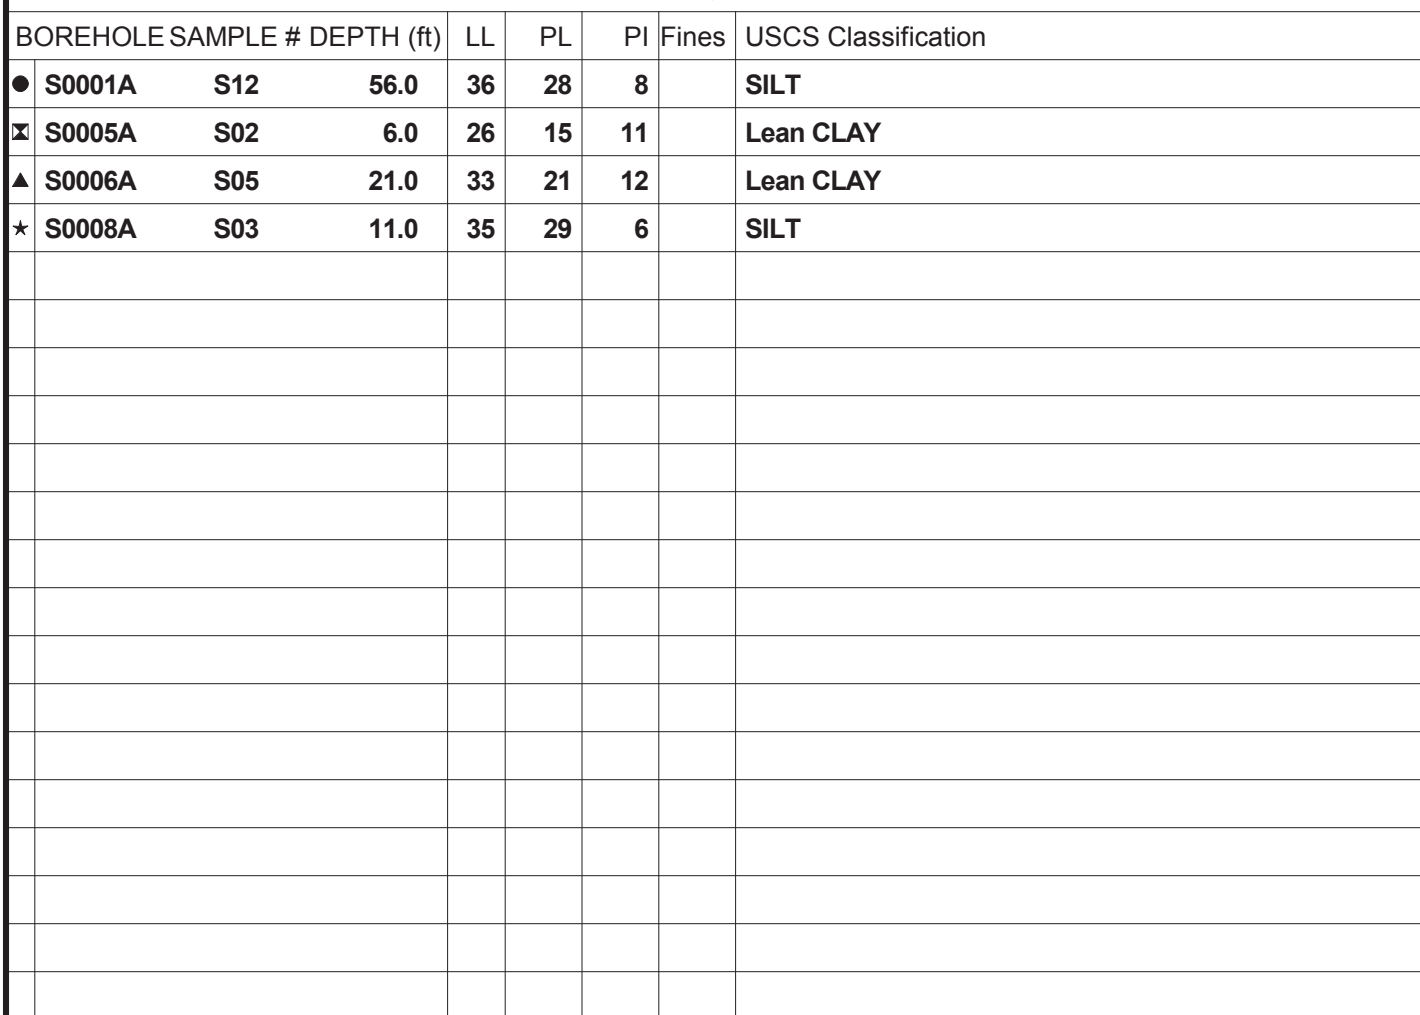 BOREHOLE SAMPLE # DEPTH (ft) LL PL PI Fines USCS Classification
S0001A S12 56.0 36 28 8 SILT
S0005A S02 6.0 26 15 11 Lean CLAY
S0006A S05 21.0 33 21 12 Lean CLAY
S0008A S03 11.0 35 29 6 SILT